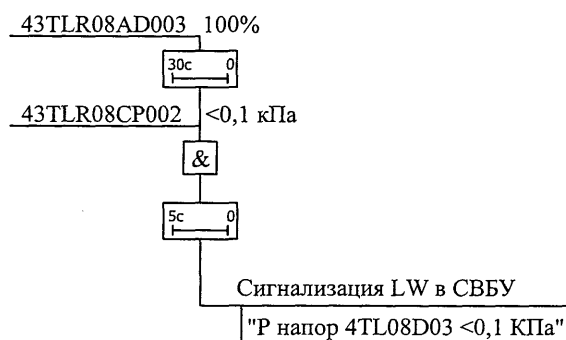 43TLR08AD003 100%
30с 0
43TLR08CP002 <0,1 кПа
&
5с 0
Сигнализация LW в СВБУ
"Р напор 4TL08D03 <0,1 КПа"